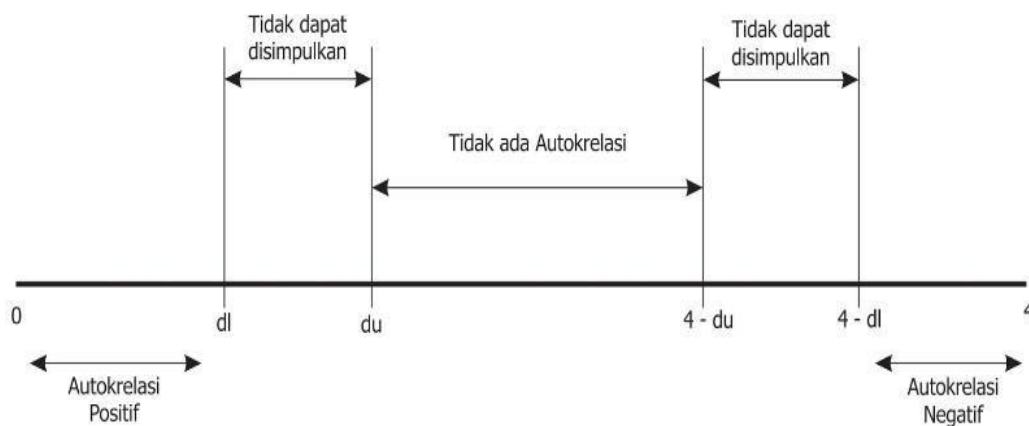 Tidak dapat
disimpulkan
Tidak dapat
disimpulkan
Tidak ada Autokrelasi
0
dl
du
4 - du
4 - dl
4
Autokrelasi
Positif
Autokrelasi
Negatif